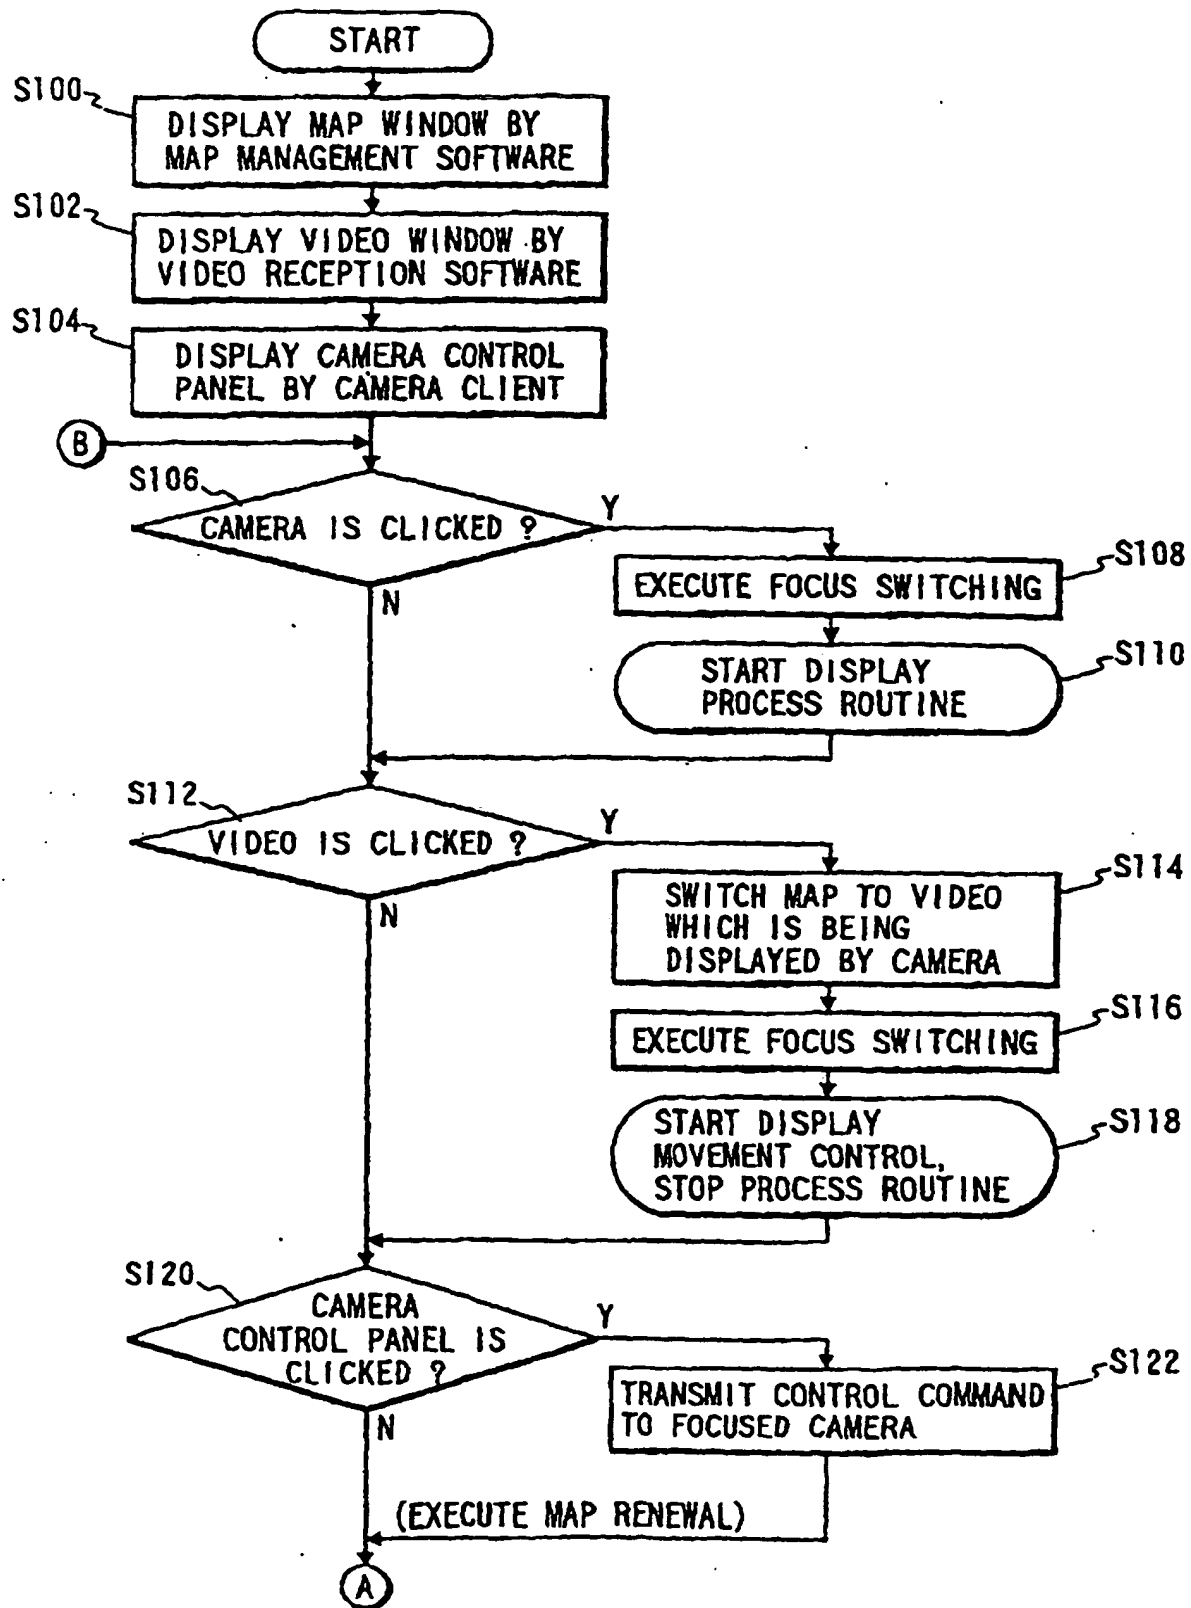 START
S100
DISPLAY MAP WINDOW BY
MAP MANAGEMENT SOFTWARE
S102
DISPLAY VIDEO WINDOW BY
VIDEO RECEPTION SOFTWARE
S104
DISPLAY CAMERA CONTROL
PANEL BY CAMERA CLIENT
B
S106
CAMERA IS CLICKED ?
Y
N
S108
EXECUTE FOCUS SWITCHING
S110
START DISPLAY
PROCESS ROUTINE
S112
VIDEO IS CLICKED ?
Y
N
S114
SWITCH MAP TO VIDEO
WHICH IS BEING
DISPLAYED BY CAMERA
S116
EXECUTE FOCUS SWITCHING
S118
START DISPLAY
MOVEMENT CONTROL,
STOP PROCESS ROUTINE
S120
CAMERA
CONTROL PANEL IS
CLICKED ?
Y
N
S122
TRANSMIT CONTROL COMMAND
TO FOCUSED CAMERA
(EXECUTE MAP RENEWAL)
A